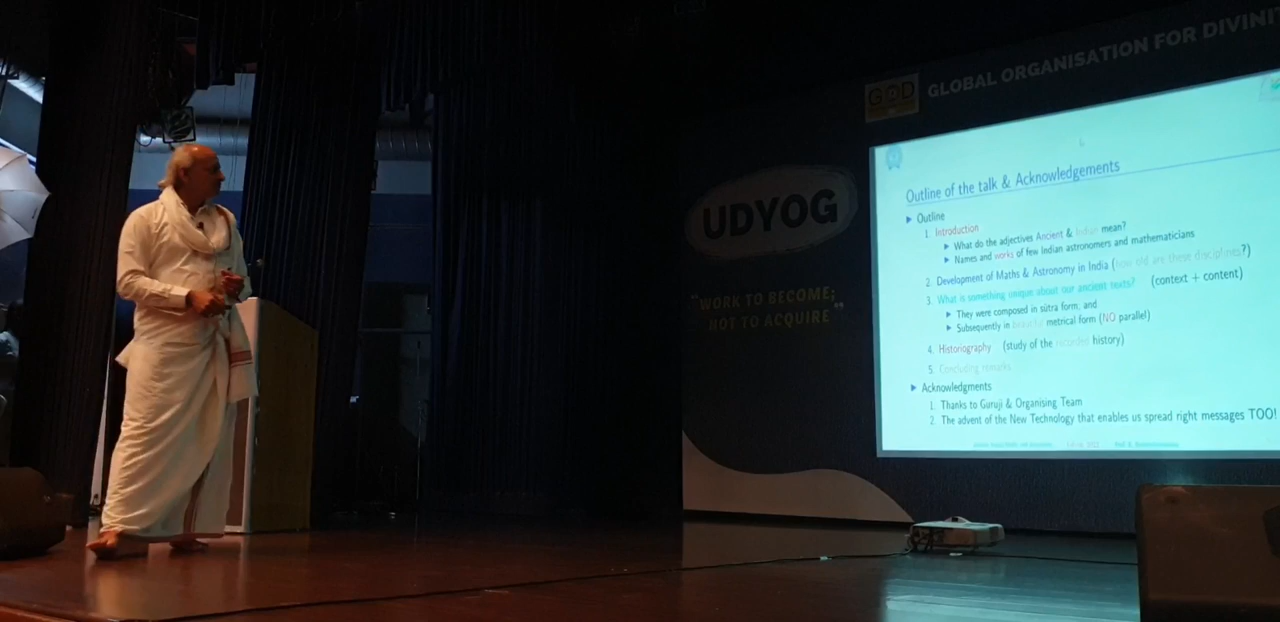 GOD GLOBAL ORGANISATION FOR DIVINI
UDYOG
"WORK TO BECOME;
NOT TO ACQUIRE"
Outline of the talk & Acknowledgements
▶ Outline
1. Introduction
▶ What do the adjectives Ancient & Indian mean?
▶ Names and works of few Indian astronomers and mathematicians
2. Development of Maths & Astronomy in India (how old are these disciplines?)
3. What is something unique about our ancient texts? (context + content)
▶ They were composed in sūtra form, and
▶ Subsequently in beautiful metrical form (NO parallel)
4. Historiography (study of the recorded history)
5. Concluding remarks
▶ Acknowledgments
1. Thanks to Guruji & Organising Team
2. The advent of the New Technology that enables us spread right messages TOO!